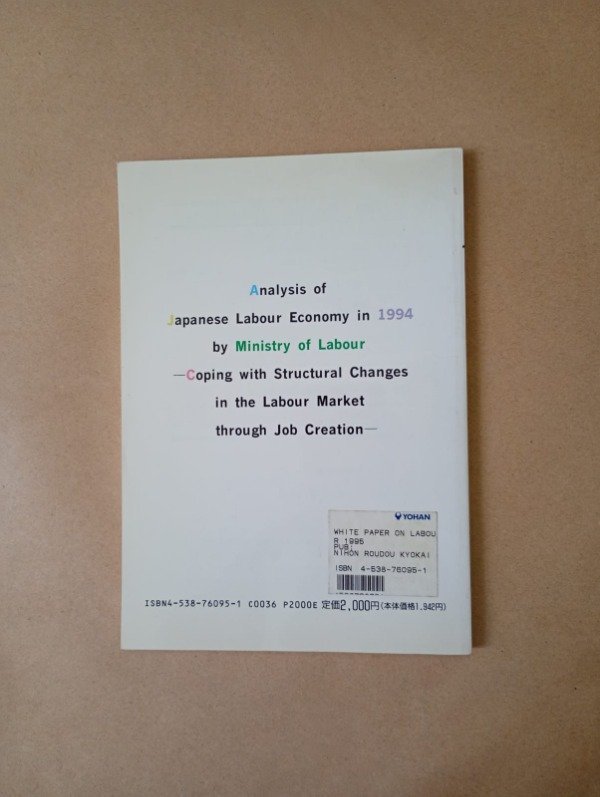 Analysis of
Japanese Labour Economy in 1994
by Ministry of Labour
—Coping with Structural Changes
in the Labour Market
through Job Creation—
YOHAN
WHITE PAPER ON LABOU
R 1995
PUB:
NIHON ROUDOU KYOKAI
ISBN 4-538-76095-1
ISBN4-538-76095-1 C0036 P2000E 定価2,000円(本体価格1,942円)